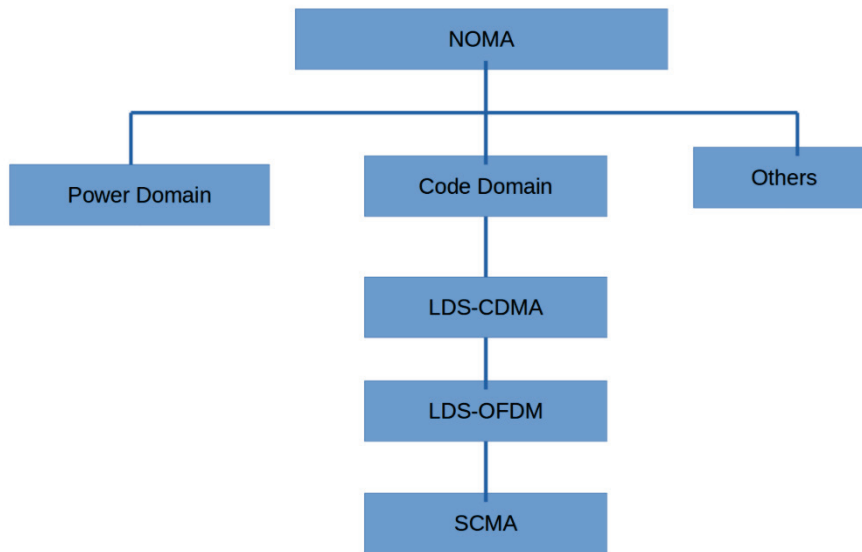 NOMA
Power Domain
Code Domain
Others
LDS-CDMA
LDS-OFDM
SCMA